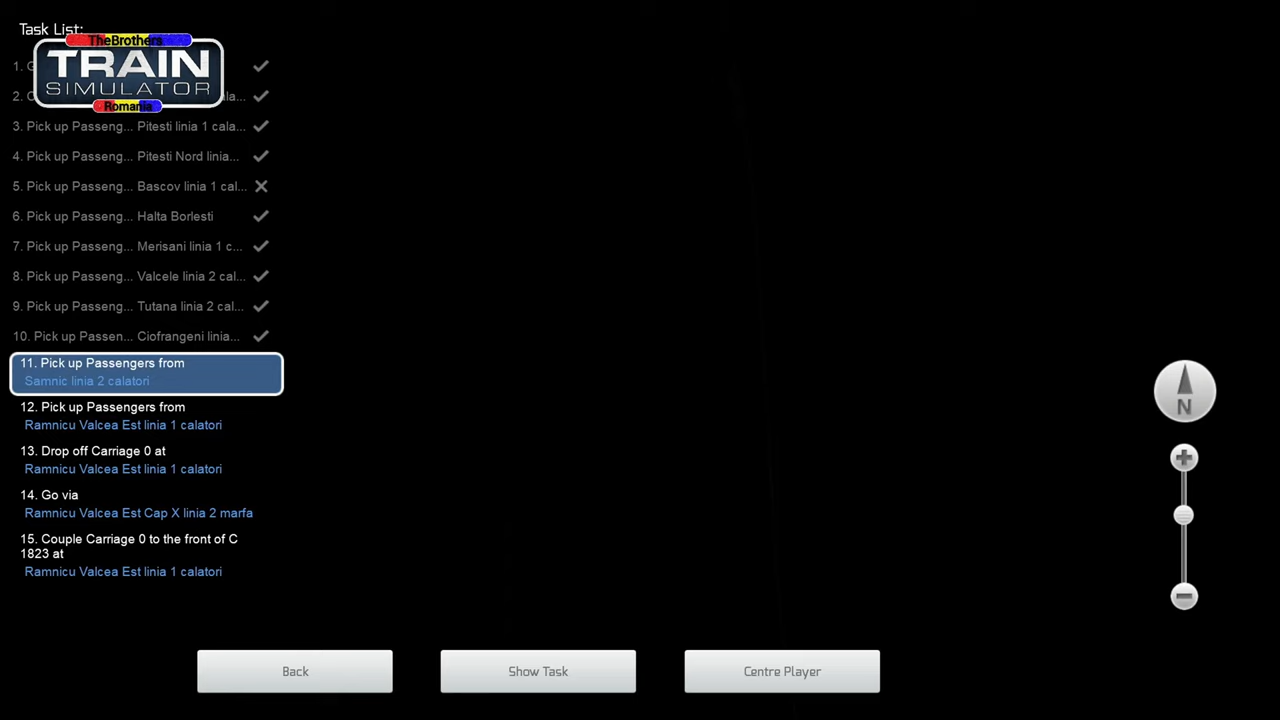 Task List:
TheBrothers
TRAIN
SIMULATOR
Romania
1. G
2. C la...
3. Pick up Passeng... Pitesti linia 1 cala...
4. Pick up Passeng... Pitesti Nord linia...
5. Pick up Passeng... Bascov linia 1 cal...
6. Pick up Passeng... Halta Borlesti
7. Pick up Passeng... Merisani linia 1 c...
8. Pick up Passeng... Valcele linia 2 cal...
9. Pick up Passeng... Tutana linia 2 cal...
10. Pick up Passen... Ciofrangeni linia...
11. Pick up Passengers from
Samnic linia 2 calatori
12. Pick up Passengers from
Ramnicu Valcea Est linia 1 calatori
13. Drop off Carriage 0 at
Ramnicu Valcea Est linia 1 calatori
14. Go via
Ramnicu Valcea Est Cap X linia 2 marfa
15. Couple Carriage 0 to the front of C
1823 at
Ramnicu Valcea Est linia 1 calatori
N
Back
Show Task
Centre Player